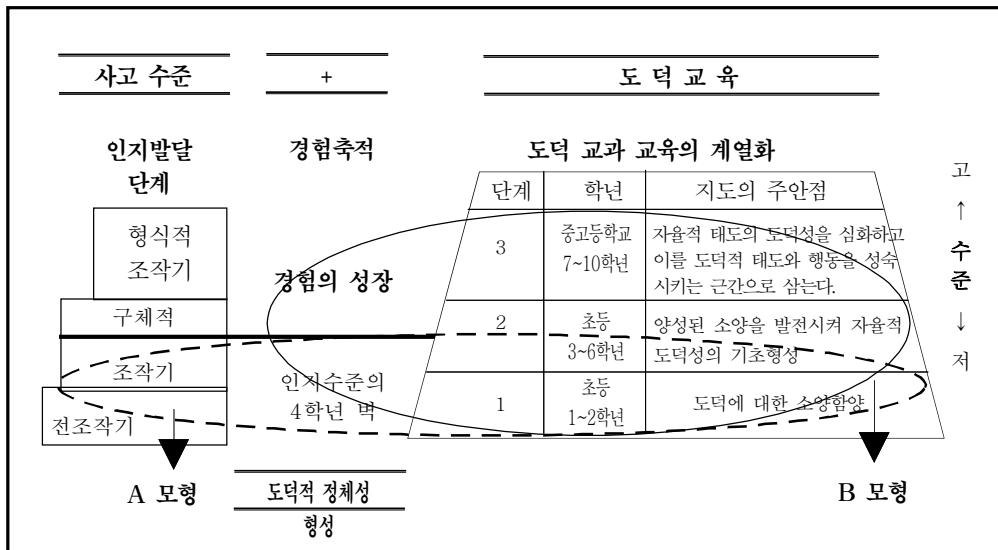 사고 수준
+
도 덕 교 육
인지발달
단계
경험축적
도덕 교과 교육의 계열화
단계
학년
지도의 주안점
고
↑
수
준
↓
저
형식적
조작기
3
중고등학교
7~10학년
자율적 태도의 도덕성을 심화하고
이를 도덕적 태도와 행동을 성숙
시키는 근간으로 삼는다.
경험의 성장
구체적
조작기
2
초등
3~6학년
양성된 소양을 발전시켜 자율적
도덕성의 기초형성
인지수준의
4학년 벽
전조작기
1
초등
1~2학년
도덕에 대한 소양함양
A 모형
도덕적 정체성
형성
B 모형